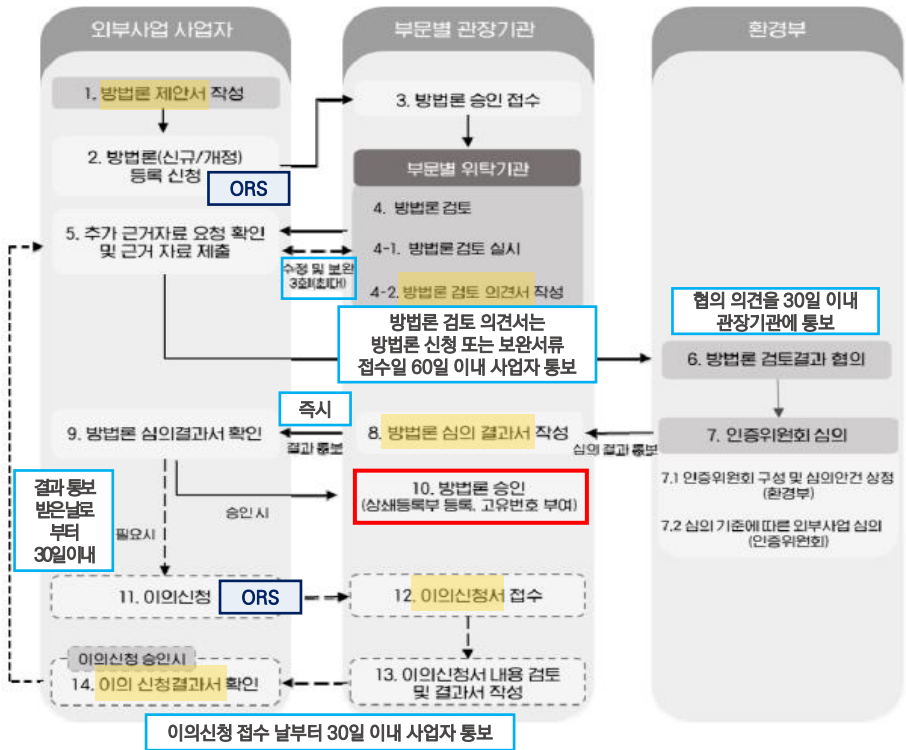 외부사업 사업자
부문별 관장기관
환경부
1. 방법론 제안서 작성
2. 방법론(신규/개정)
등록 신청
ORS
3. 방법론 승인 접수
부문별 위탁기관
4. 방법론 검토
4-1. 방법론 검토 실시
4-2. 방법론 검토 의견서 작성
5. 추가 근거자료 요청 확인
및 근거 자료 제출
수정 및 보완
3회(최대)
방법론 검토 의견서는
방법론 신청 또는 보완서류
접수일 60일 이내 사업자 통보
협의 의견을 30일 이내
관장기관에 통보
6. 방법론 검토결과 협의
7. 인증위원회 심의
7.1 인증위원회 구성 및 심의안건 상정
(환경부)
7.2 심의 기준에 따른 외부사업 심의
(인증위원회)
심의 결과 통보
8. 방법론 심의 결과서 작성
즉시
결과 통보
9. 방법론 심의결과서 확인
10. 방법론 승인
(상쇄등록부 등록, 고유번호 부여)
승인 시
필요시
결과 통보
받은날로
부터
30일이내
11. 이의신청
ORS
12. 이의신청서 접수
13. 이의신청서 내용 검토
및 결과서 작성
이의신청 승인시
14. 이의 신청결과서 확인
이의신청 접수 날부터 30일 이내 사업자 통보